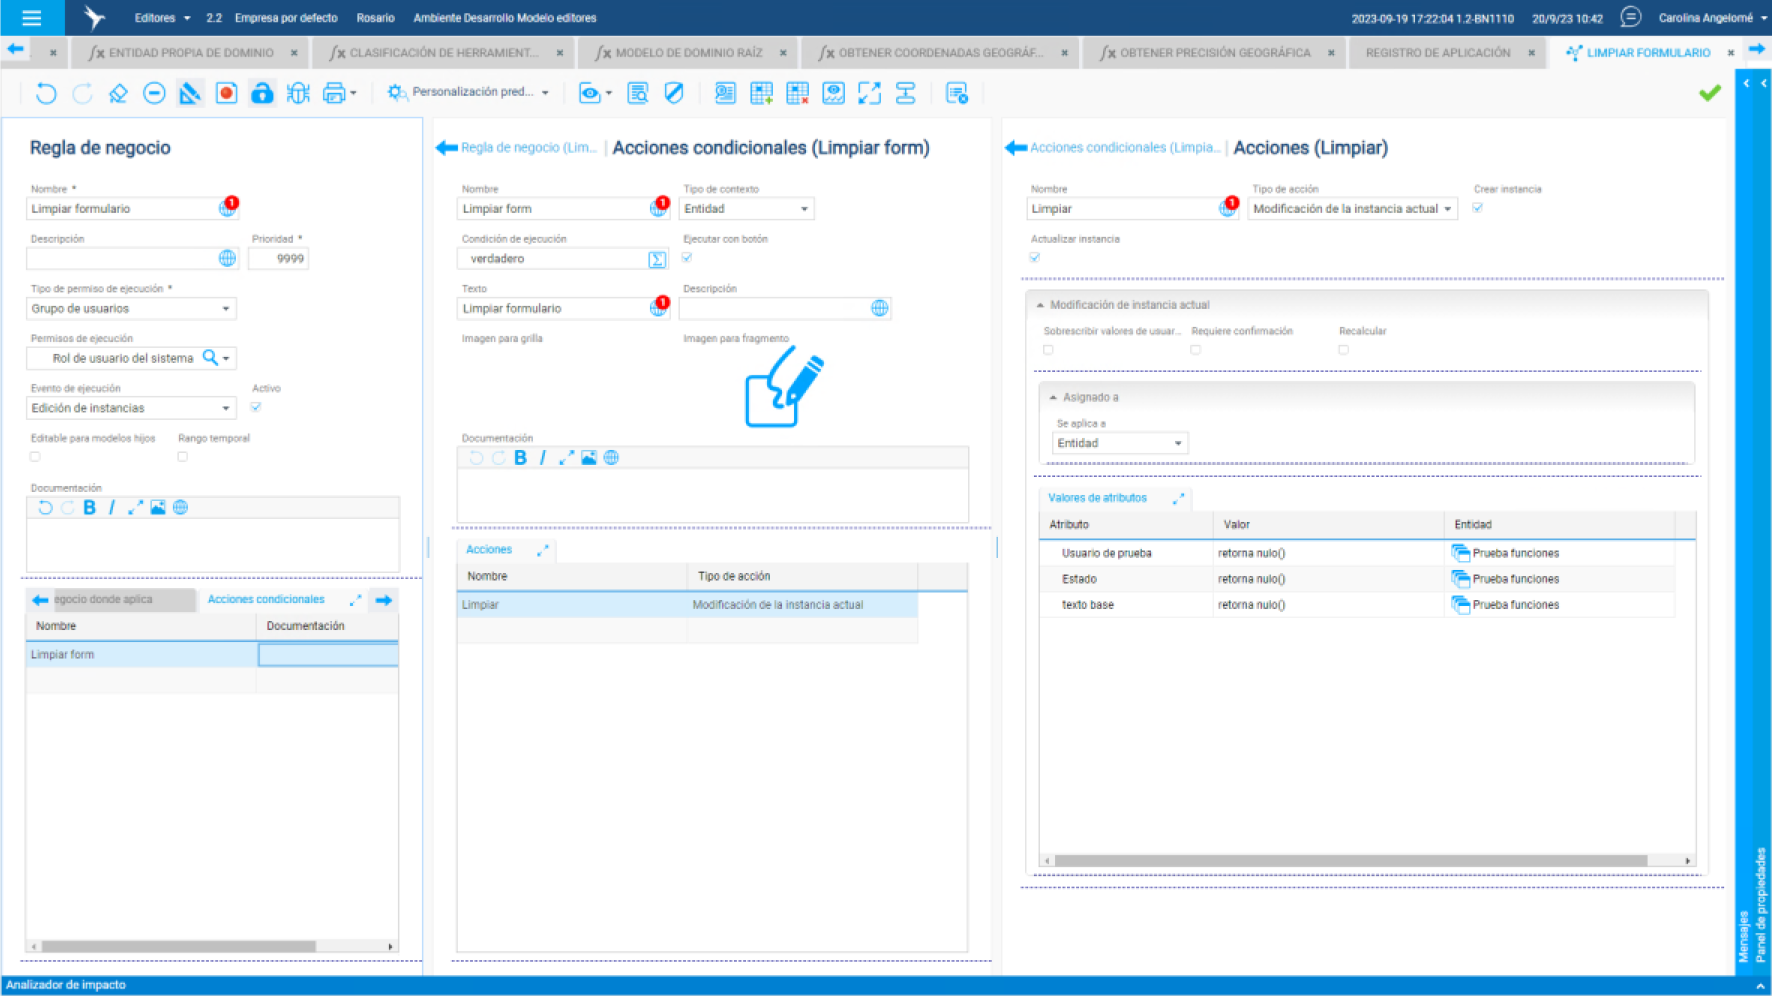 Editores 2.2 Empresa por defecto Rosario Ambiente Desarrollo Modelo editores 2023-09-19 17:22:04 1.2-BN1110 20/9/23 10:42 Carolina Angelomé
ENTIDAD PROPIA DE DOMINIO
CLASIFICACIÓN DE HERRAMIENT...
MODELO DE DOMINIO RAÍZ
OBTENER COORDENADAS GEOGRÁF...
OBTENER PRECISIÓN GEOGRÁFICA
REGISTRO DE APLICACIÓN
LIMPIAR FORMULARIO
Personalización pred...
Regla de negocio
Nombre *
Limpiar formulario
1
Descripción
Prioridad *
9999
Tipo de permiso de ejecución *
Grupo de usuarios
Permisos de ejecución
Rol de usuario del sistema
Evento de ejecución
Activo
Edición de instancias
Editable para modelos hijos
Rango temporal
Documentación
B I
egocio donde aplica
Acciones condicionales
Nombre Documentación
Limpiar form
Regla de negocio (Lim... | Acciones condicionales (Limpiar form)
Nombre
Tipo de contexto
Limpiar form
1
Entidad
Condición de ejecución
Ejecutar con botón
verdadero
Σ
Texto
Descripción
Limpiar formulario
1
Imagen para grilla
Imagen para fragmento
Documentación
B I
Acciones
Nombre Tipo de acción
Limpiar Modificación de la instancia actual
Acciones condicionales (Limpia... | Acciones (Limpiar)
Nombre
Tipo de acción
Crear instancia
Limpiar
1
Modificación de la instancia actual
Actualizar instancia
Modificación de instancia actual
Sobrescribir valores de usuar...
Requiere confirmación
Recalcular
Asignado a
Se aplica a
Entidad
Valores de atributos
Atributo Valor Entidad
Usuario de prueba retorna nulo() Prueba funciones
Estado retorna nulo() Prueba funciones
texto base retorna nulo() Prueba funciones
Mensajes
Panel de propiedades
Analizador de impacto